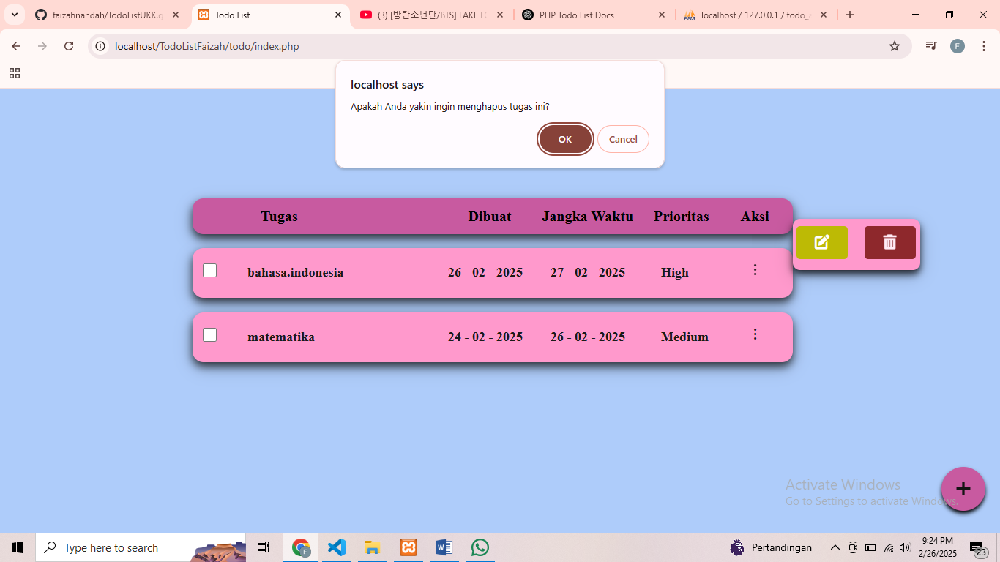 faizahnahdah/TodoListUKK.g
Todo List
(3) [방탄소년단/BTS] FAKE LO
PHP Todo List Docs
localhost / 127.0.0.1 / todo_
localhost/TodoListFaizah/todo/index.php
F
localhost says
Apakah Anda yakin ingin menghapus tugas ini?
OK
Cancel
Tugas
Dibuat
Jangka Waktu
Prioritas
Aksi
bahasa.indonesia
26 - 02 - 2025
27 - 02 - 2025
High
matematika
24 - 02 - 2025
26 - 02 - 2025
Medium
+
Activate Windows
Go to Settings to activate Windows.
Type here to search
Pertandingan
9:24 PM
2/26/2025
23